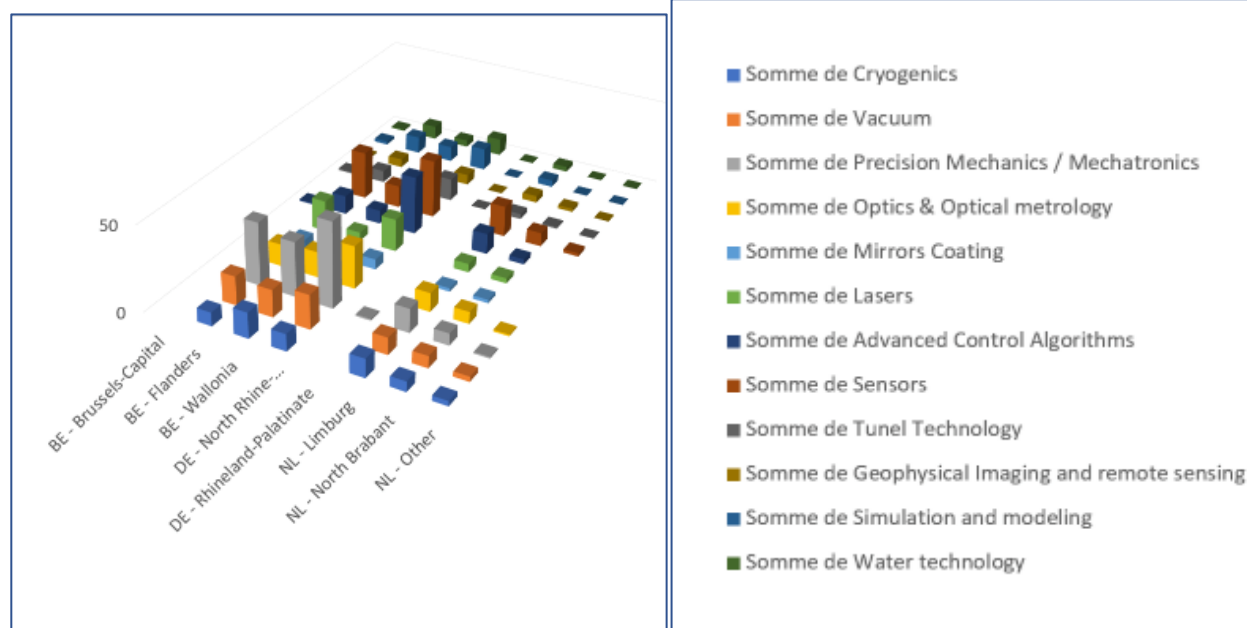 50
0
BE - Brussels-Capital
BE - Flanders
BE - Wallonia
DE - North Rhine-...
DE - Rhineland-Palatinate
NL - Limburg
NL - North Brabant
NL - Other
Somme de Cryogenics
Somme de Vacuum
Somme de Precision Mechanics / Mechatronics
Somme de Optics & Optical metrology
Somme de Mirrors Coating
Somme de Lasers
Somme de Advanced Control Algorithms
Somme de Sensors
Somme de Tunel Technology
Somme de Geophysical Imaging and remote sensing
Somme de Simulation and modeling
Somme de Water technology